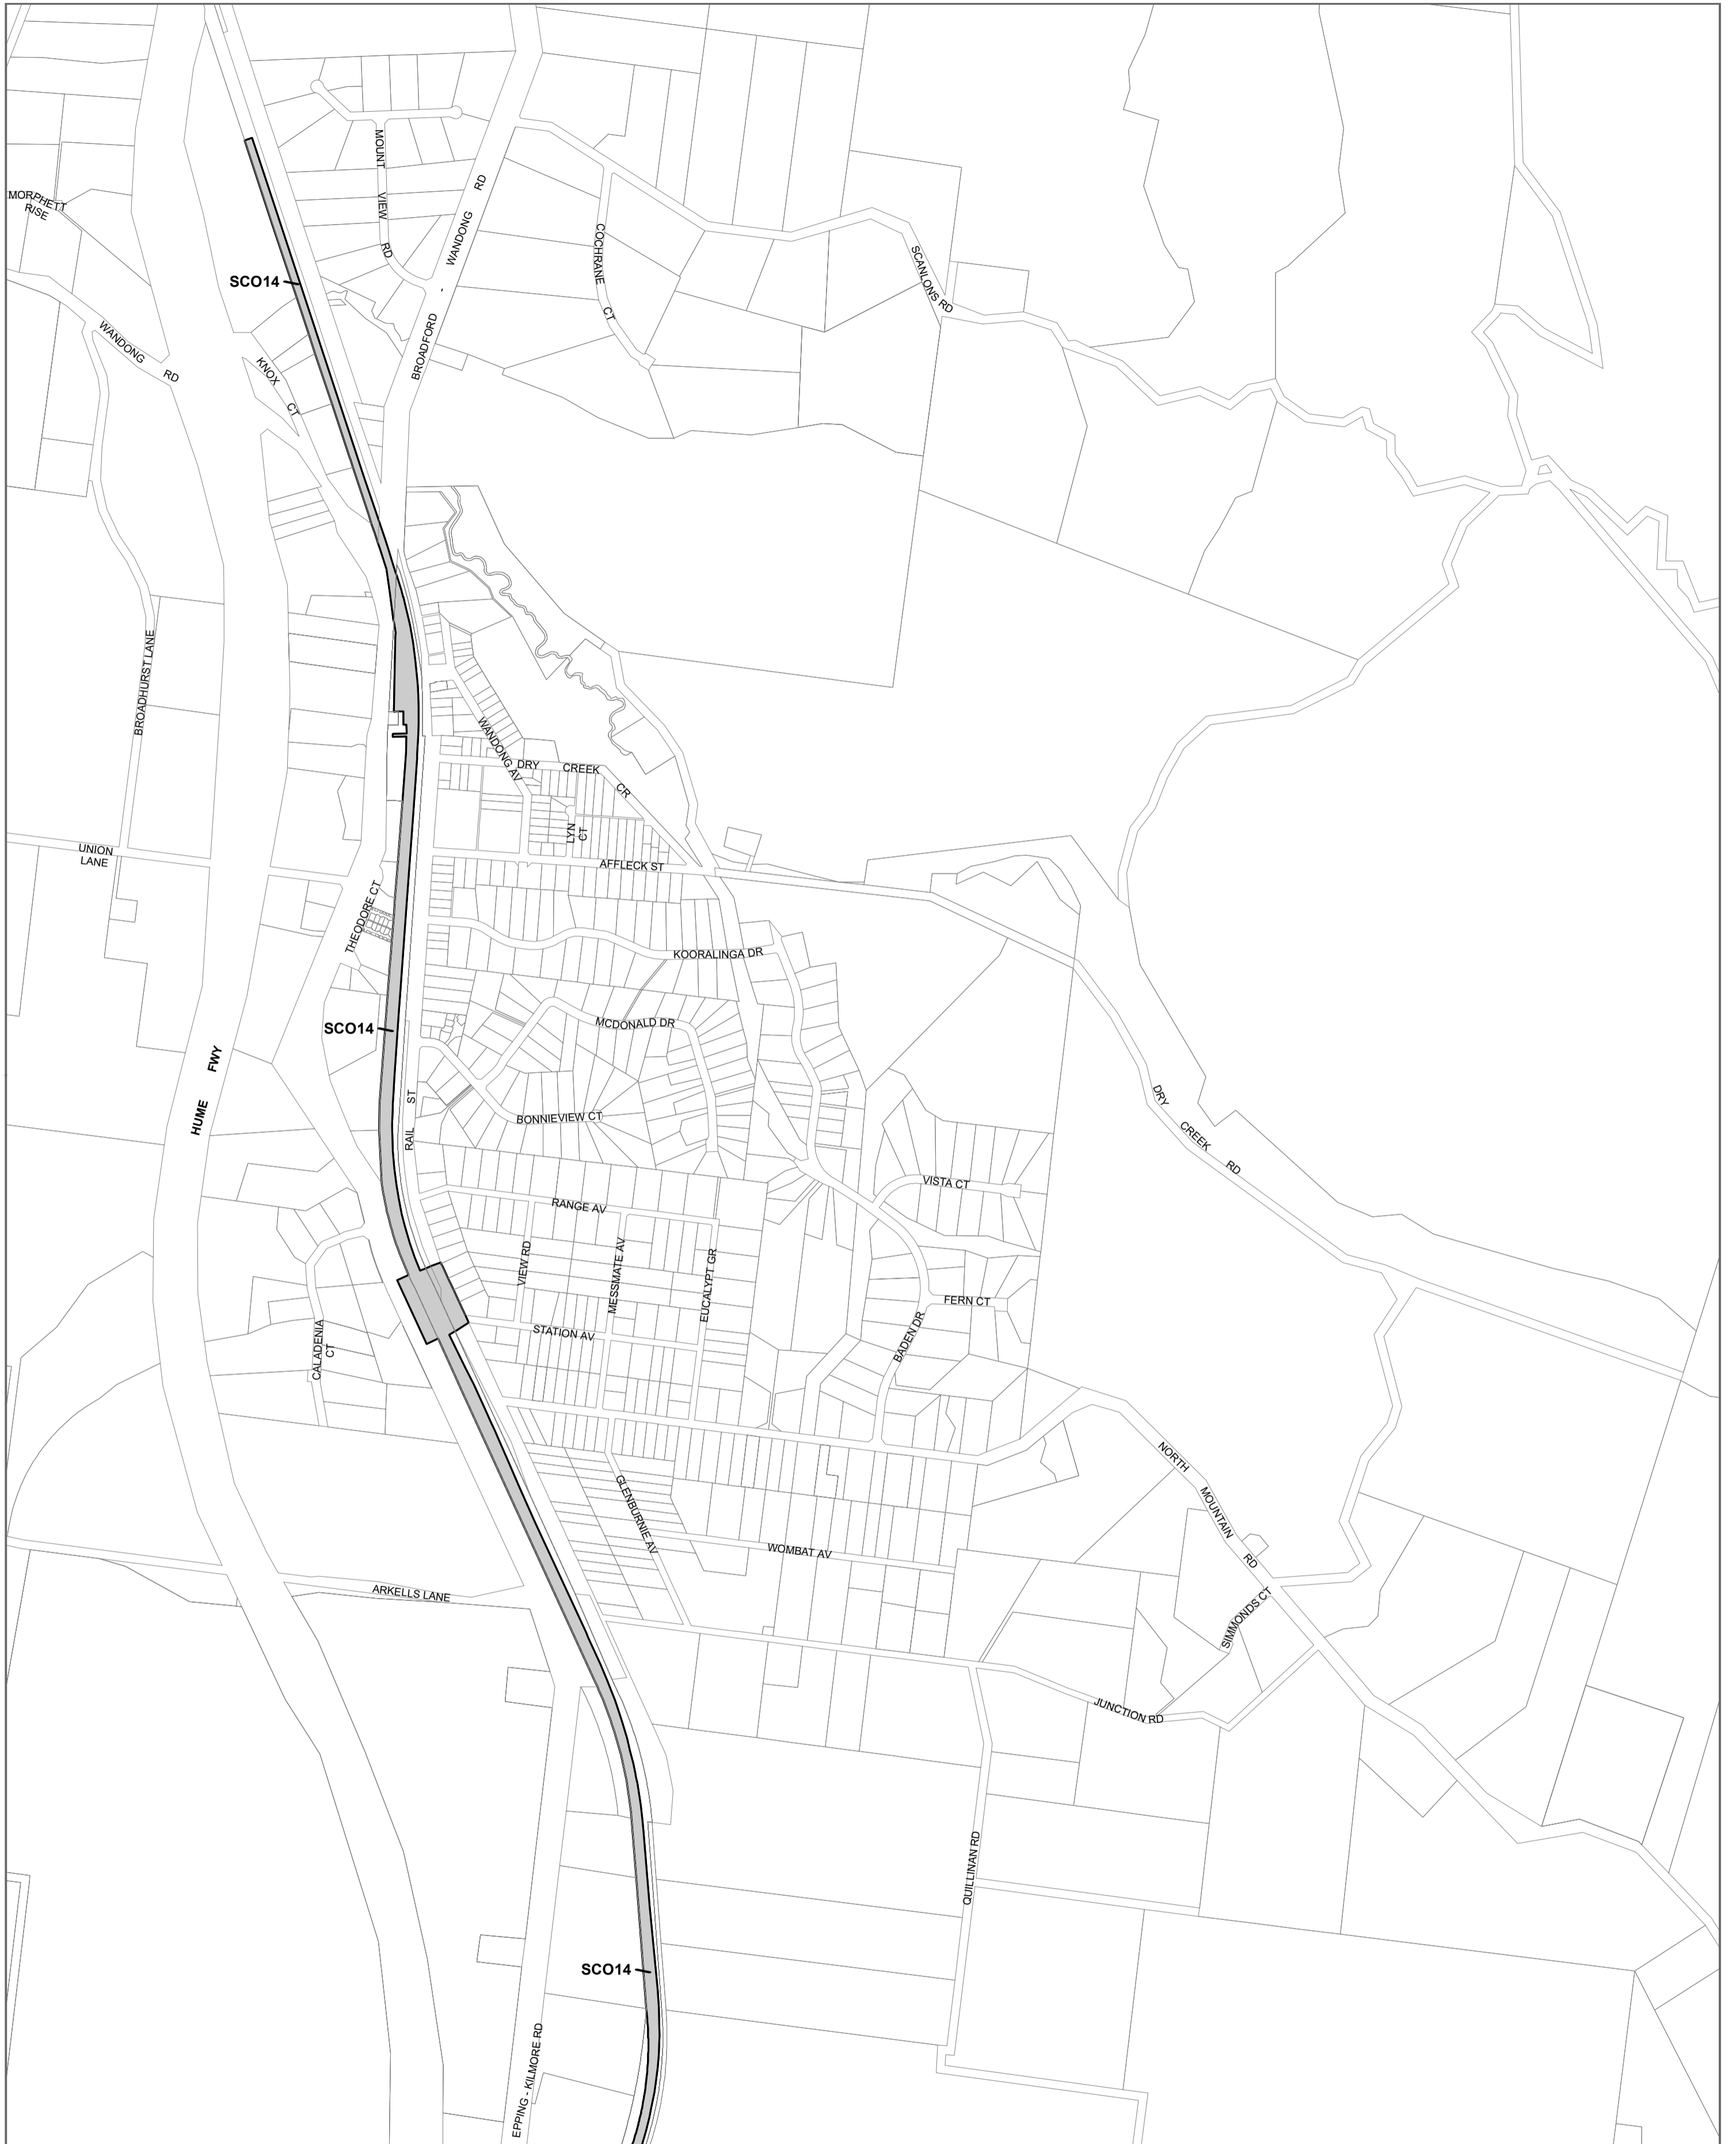 MOUNT
VIEW
RD
BROADFORD
-
WANDONG
RD
MORPHETT
RISE
COCHRANE
CT
SCANLONS RD
SCO14
WANDONG
RD
KNOX
CT
BROADHURST LANE
WANDONG AV
DRY
CREEK
CR
LYN
CT
UNION
LANE
AFFLECK ST
THEODORE CT
KOORALINGA DR
SCO14
MCDONALD DR
HUME
FWY
RAIL
ST
BONNIEVIEW CT
DRY
CREEK
RD
VISTA CT
RANGE AV
VIEW RD
MESSMATE AV
EUCALYPT GR
FERN CT
BADEN DR
STATION AV
CALADENIA
CT
NORTH
MOUNTAIN
RD
GLENBURNIE AV
WOMBAT AV
ARKELLS LANE
SIMMONDS CT
JUNCTION RD
QUILLINAN RD
SCO14
EPPING - KILMORE RD